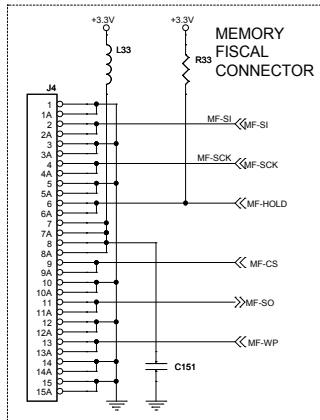 +3.3V
+3.3V
MEMORY
FISCAL
CONNECTOR
L33
R33
J4
1
1A
2
2A
3
3A
4
4A
5
5A
6
6A
7
7A
8
8A
9
9A
10
10A
11
11A
12
12A
13
13A
14
14A
15
15A
MF-SI
MF-SI
MF-SCK
MF-SCK
MF-HOLD
MF-CS
MF-SO
MF-WP
C151